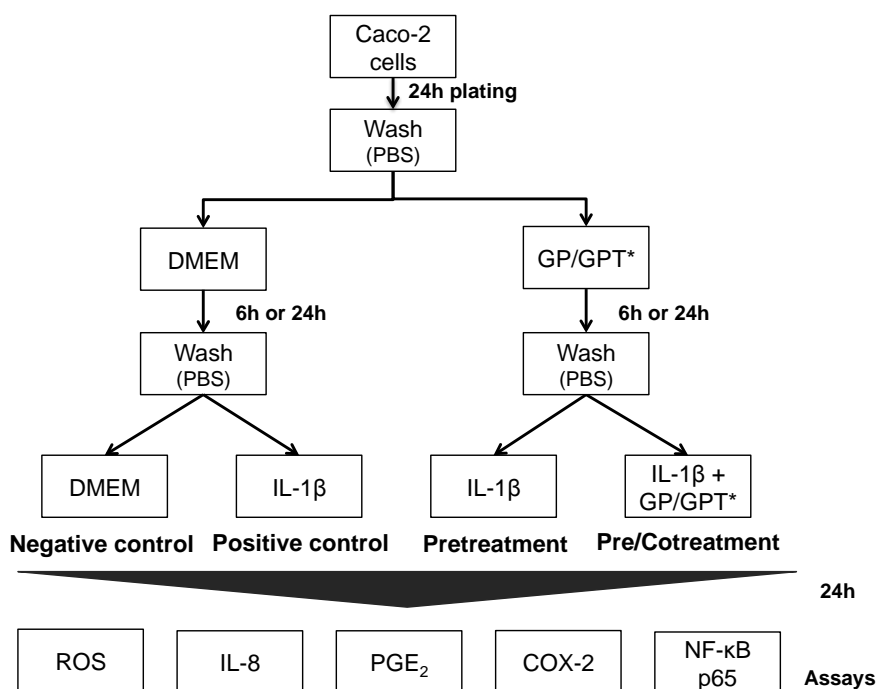 Caco-2
cells
24h plating
Wash
(PBS)
DMEM
GP/GPT*
6h or 24h
6h or 24h
Wash
(PBS)
Wash
(PBS)
DMEM
IL-1β
IL-1β
IL-1β +
GP/GPT*
Negative control
Positive control
Pretreatment
Pre/Cotreatment
24h
ROS
IL-8
PGE₂
COX-2
NF-κB
p65
Assays